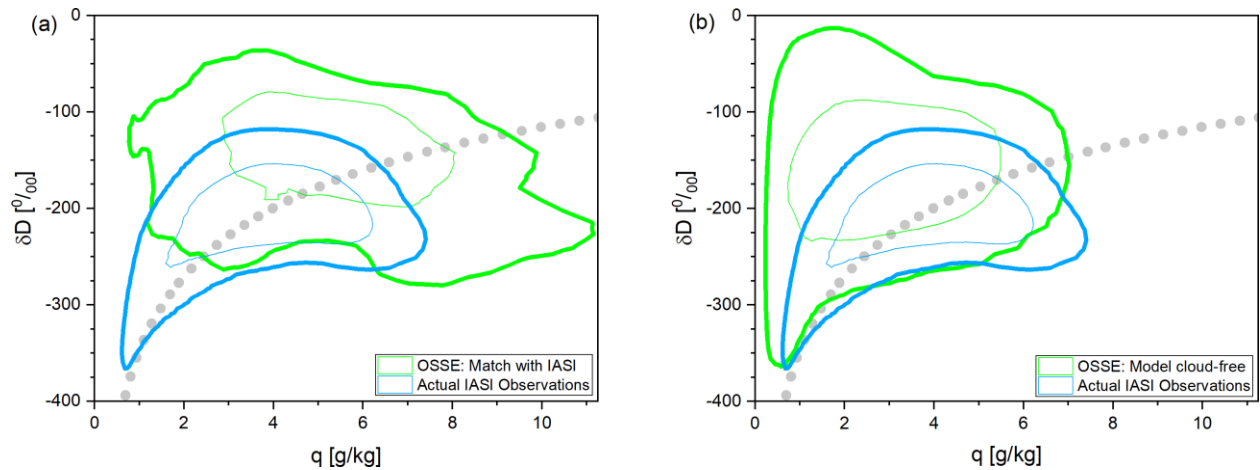 (a)
0
-100
-200
-300
-400
δD [⁰/₀₀]
0 2 4 6 8 10
q [g/kg]
OSSE: Match with IASI
Actual IASI Observations
(b)
0
-100
-200
-300
-400
δD [⁰/₀₀]
0 2 4 6 8 10
q [g/kg]
OSSE: Model cloud-free
Actual IASI Observations